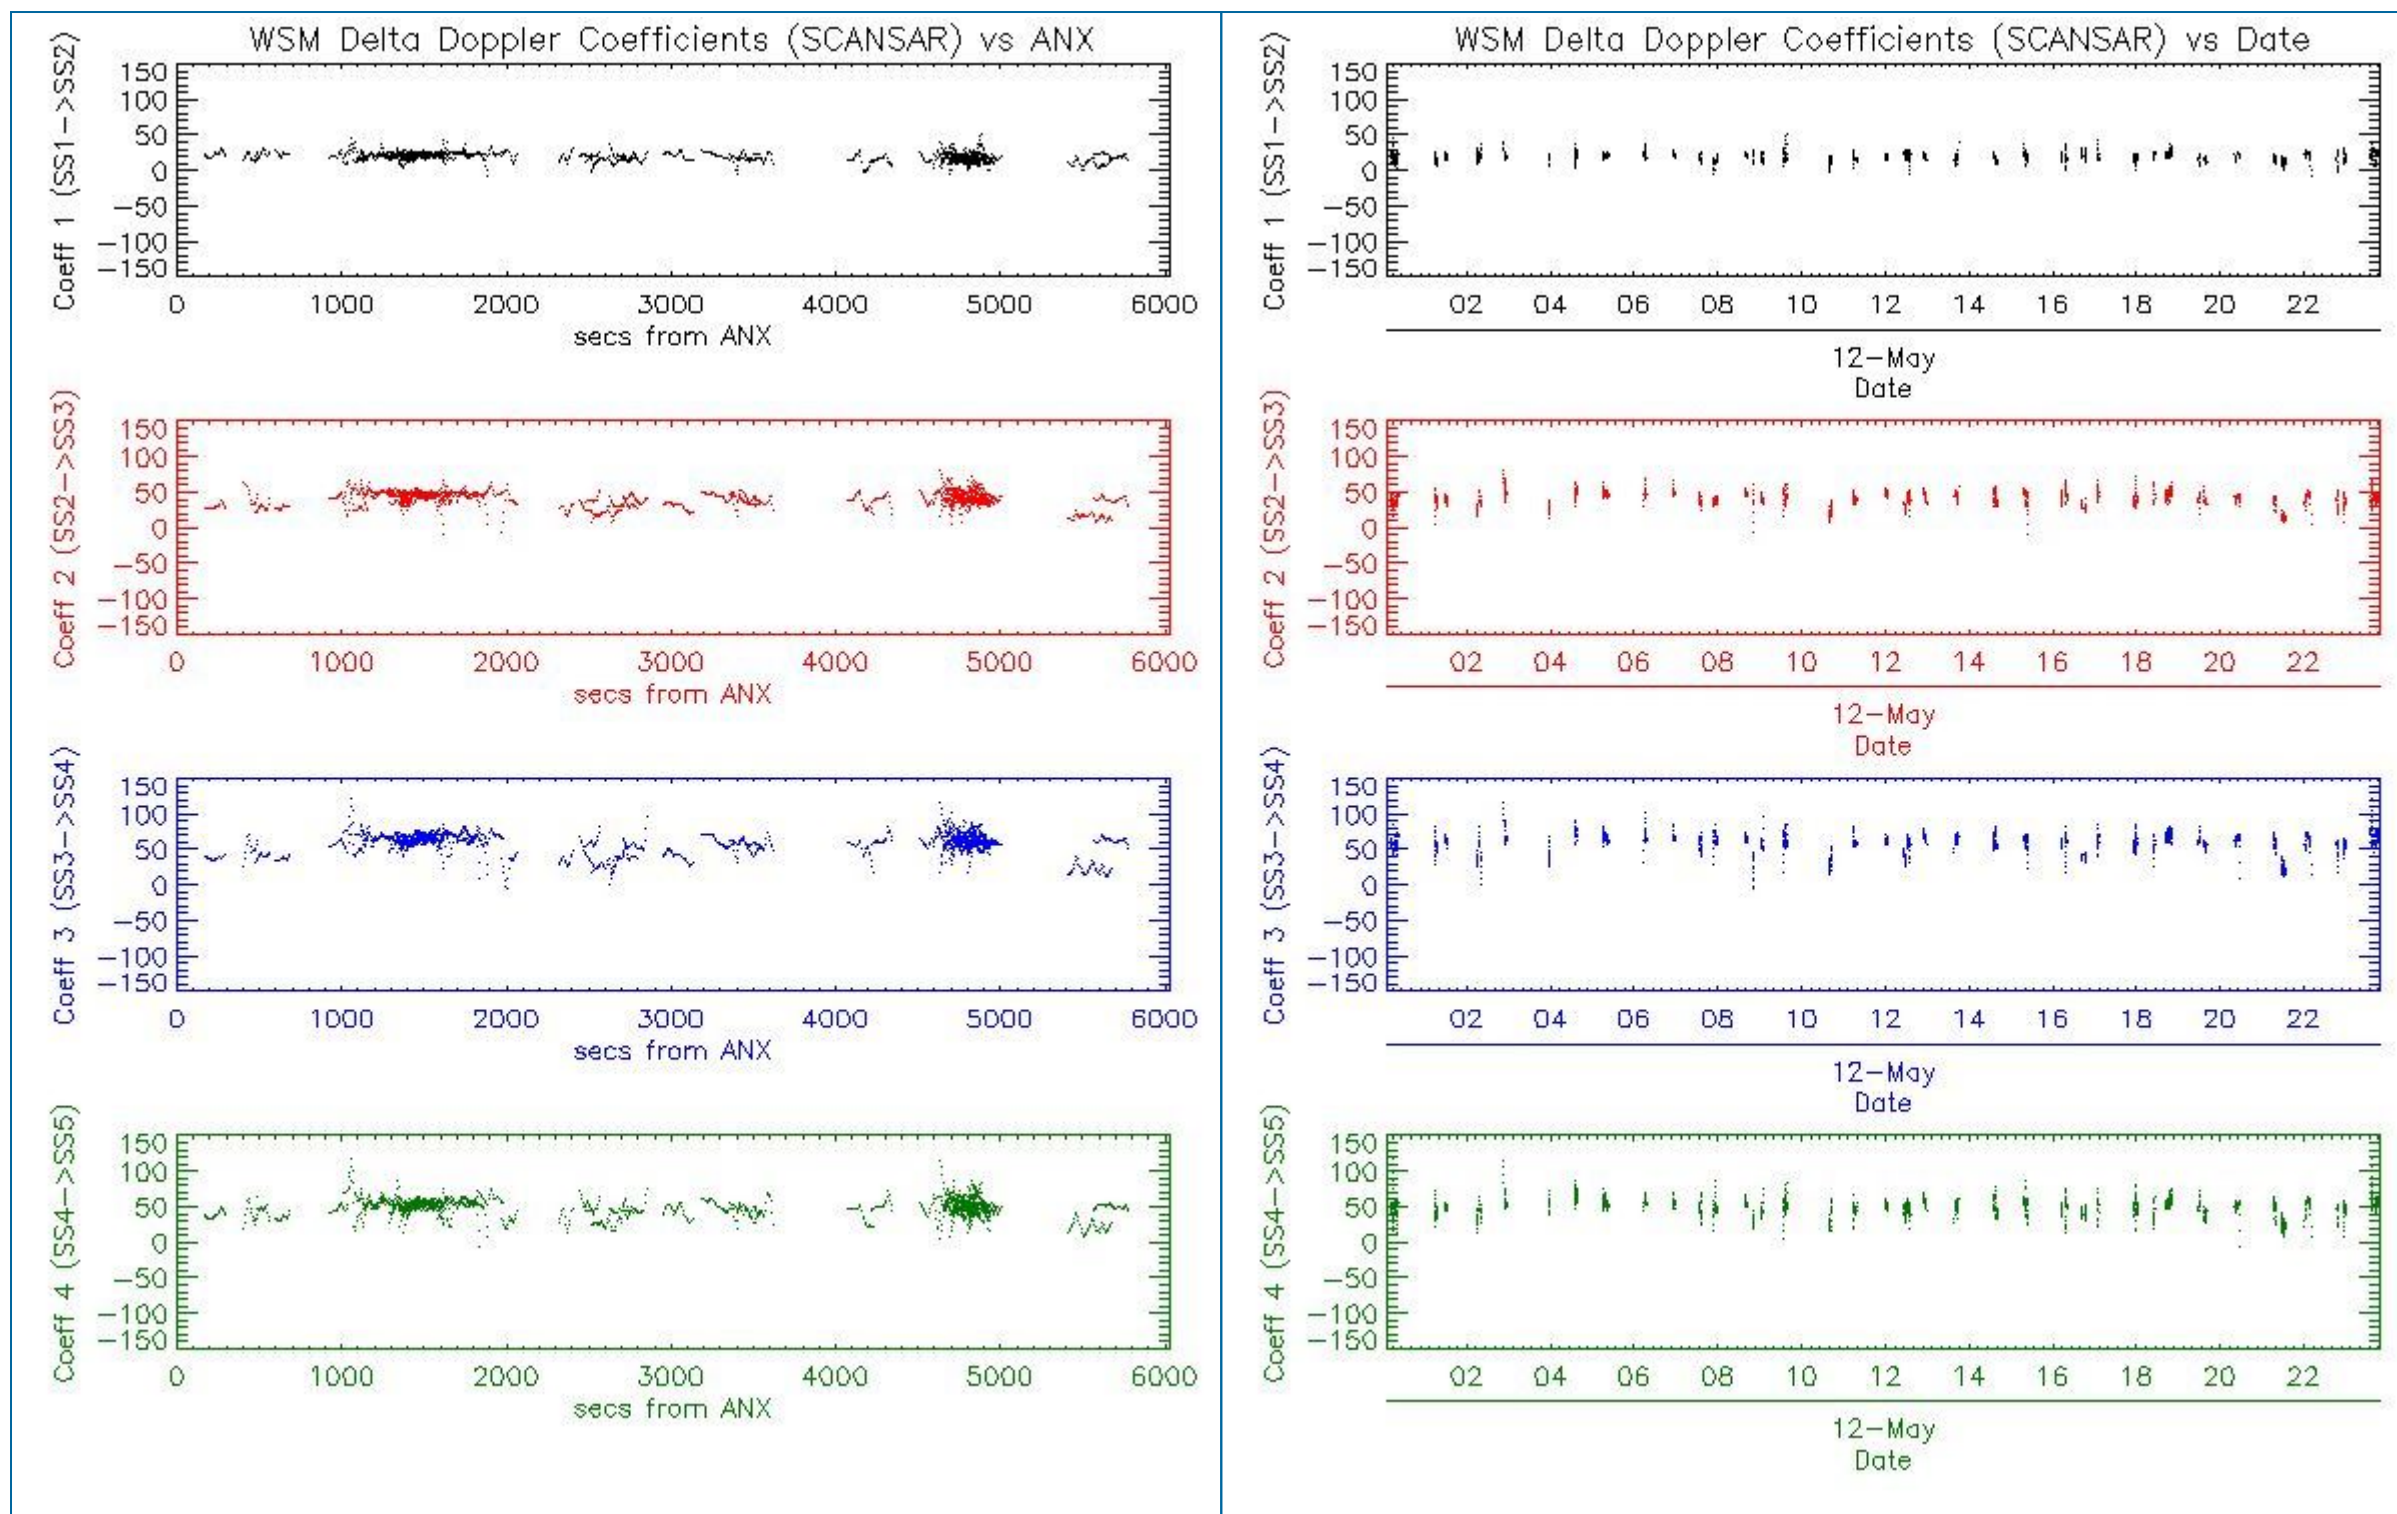 WSM Delta Doppler Coefficients (SCANSAR) vs ANX
Coeff 1 (SS1->SS2)
150
100
50
0
-50
-100
-150
0 1000 2000 3000 4000 5000 6000
secs from ANX
Coeff 2 (SS2->SS3)
150
100
50
0
-50
-100
-150
0 1000 2000 3000 4000 5000 6000
secs from ANX
Coeff 3 (SS3->SS4)
150
100
50
0
-50
-100
-150
0 1000 2000 3000 4000 5000 6000
secs from ANX
Coeff 4 (SS4->SS5)
150
100
50
0
-50
-100
-150
0 1000 2000 3000 4000 5000 6000
secs from ANX
WSM Delta Doppler Coefficients (SCANSAR) vs Date
Coeff 1 (SS1->SS2)
150
100
50
0
-50
-100
-150
02 04 06 08 10 12 14 16 18 20 22
12-May
Date
Coeff 2 (SS2->SS3)
150
100
50
0
-50
-100
-150
02 04 06 08 10 12 14 16 18 20 22
12-May
Date
Coeff 3 (SS3->SS4)
150
100
50
0
-50
-100
-150
02 04 06 08 10 12 14 16 18 20 22
12-May
Date
Coeff 4 (SS4->SS5)
150
100
50
0
-50
-100
-150
02 04 06 08 10 12 14 16 18 20 22
12-May
Date